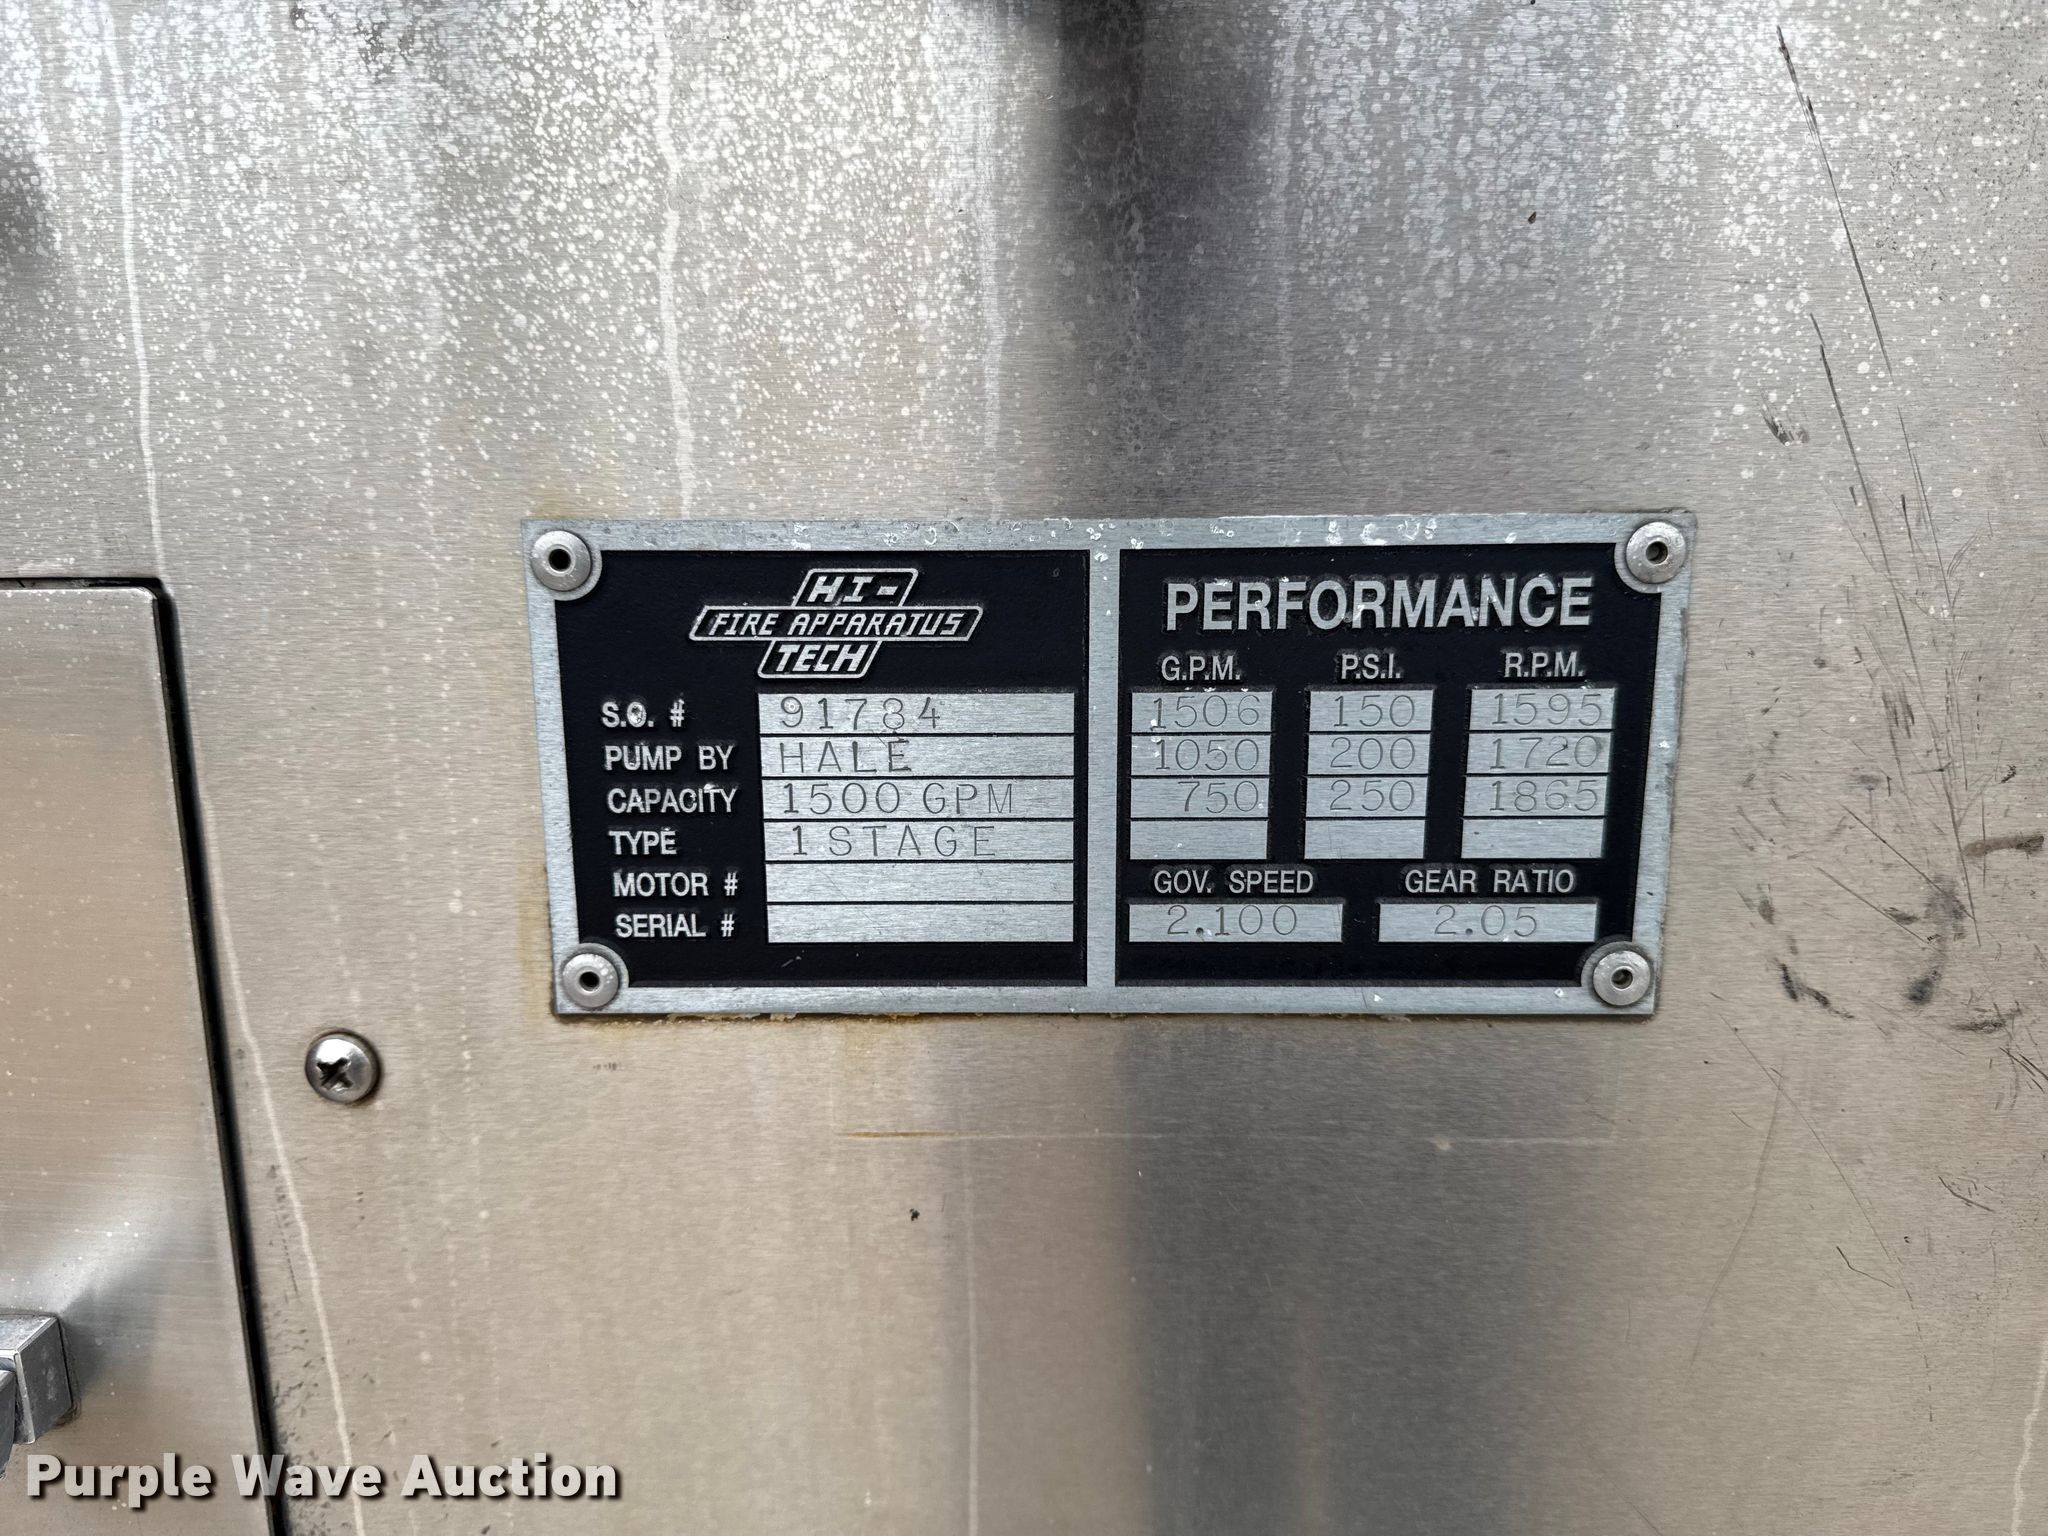 HI-
FIRE APPARATUS
TECH
S.O. # 91784
PUMP BY HALE
CAPACITY 1500 GPM
TYPE 1 STAGE
MOTOR #
SERIAL #
PERFORMANCE
G.P.M. P.S.I. R.P.M.
1506 150 1595
1050 200 1720
750 250 1865
GOV. SPEED GEAR RATIO
2.100 2.05
Purple Wave Auction